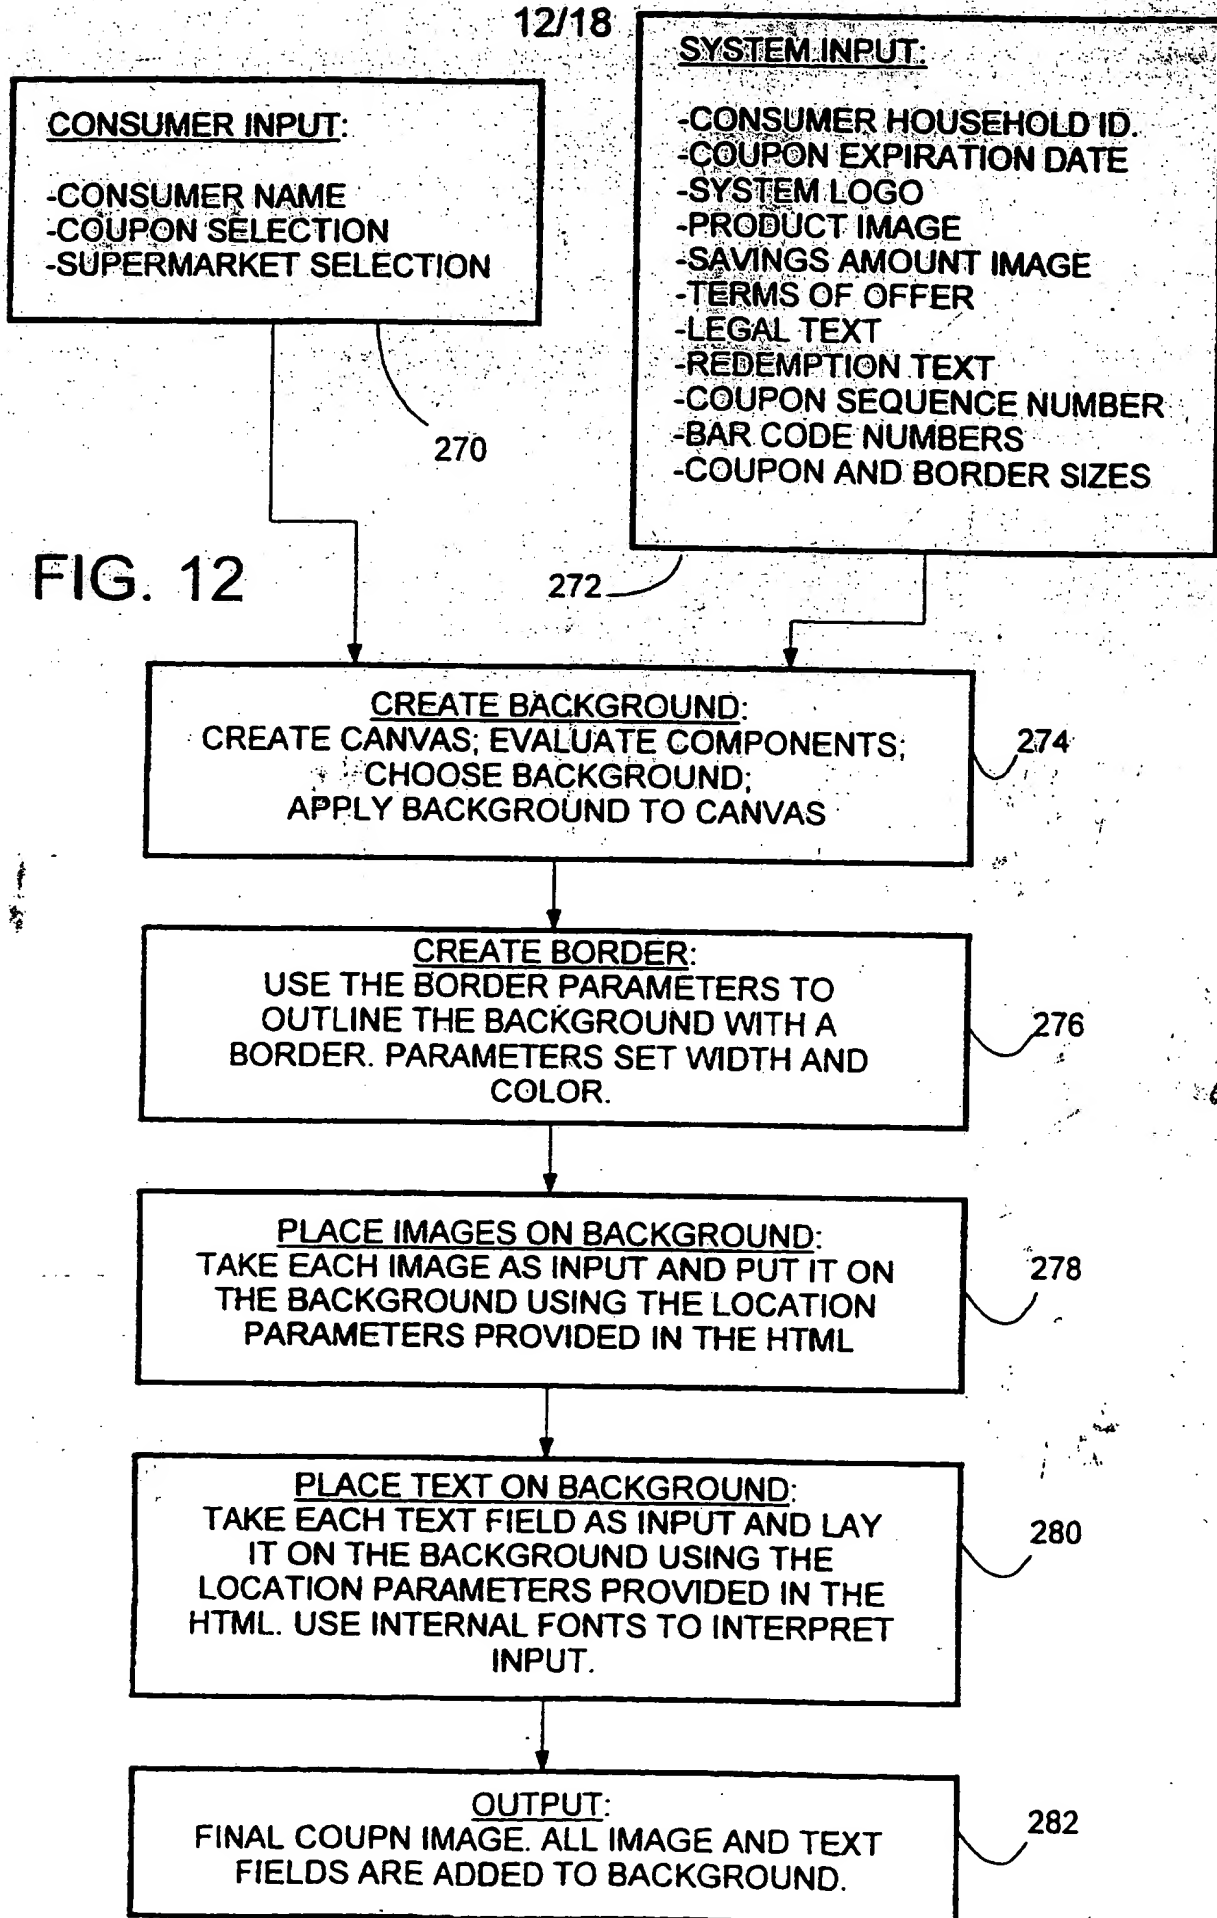 12/18
CONSUMER INPUT:
-CONSUMER NAME
-COUPON SELECTION
-SUPERMARKET SELECTION
270
SYSTEM INPUT:
-CONSUMER HOUSEHOLD ID.
-COUPON EXPIRATION DATE
-SYSTEM LOGO
-PRODUCT IMAGE
-SAVINGS AMOUNT IMAGE
-TERMS OF OFFER
-LEGAL TEXT
-REDEMPTION TEXT
-COUPON SEQUENCE NUMBER
-BAR CODE NUMBERS
-COUPON AND BORDER SIZES
272
FIG. 12
CREATE BACKGROUND:
CREATE CANVAS; EVALUATE COMPONENTS;
CHOOSE BACKGROUND;
APPLY BACKGROUND TO CANVAS
274
CREATE BORDER:
USE THE BORDER PARAMETERS TO
OUTLINE THE BACKGROUND WITH A
BORDER. PARAMETERS SET WIDTH AND
COLOR.
276
PLACE IMAGES ON BACKGROUND:
TAKE EACH IMAGE AS INPUT AND PUT IT ON
THE BACKGROUND USING THE LOCATION
PARAMETERS PROVIDED IN THE HTML
278
PLACE TEXT ON BACKGROUND:
TAKE EACH TEXT FIELD AS INPUT AND LAY
IT ON THE BACKGROUND USING THE
LOCATION PARAMETERS PROVIDED IN THE
HTML. USE INTERNAL FONTS TO INTERPRET
INPUT.
280
OUTPUT:
FINAL COUPN IMAGE. ALL IMAGE AND TEXT
FIELDS ARE ADDED TO BACKGROUND.
282